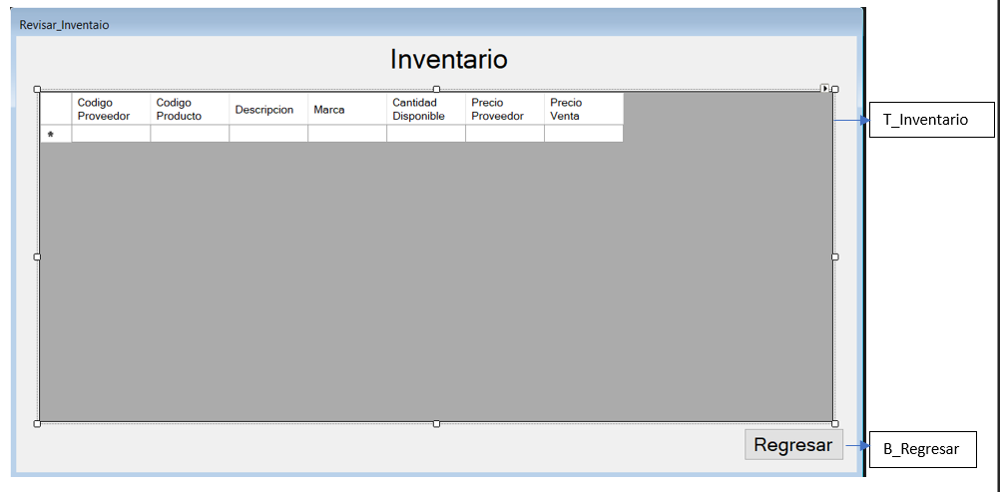 Revisar_Inventaio
Inventario
Codigo Proveedor
Codigo Producto
Descripcion
Marca
Cantidad Disponible
Precio Proveedor
Precio Venta
*
T_Inventario
Regresar
B_Regresar